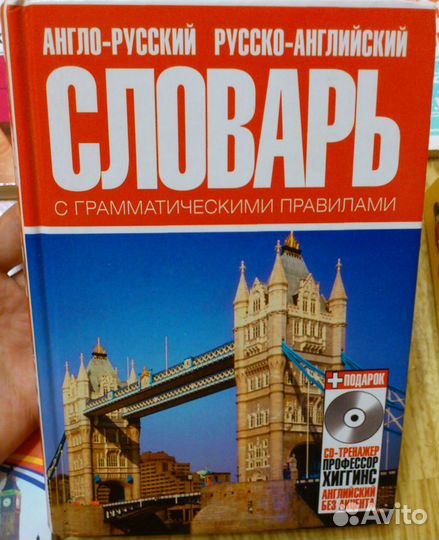 АНГЛО-РУССКИЙ РУССКО-АНГЛИЙСКИЙ
СЛОВАРЬ
С ГРАММАТИЧЕСКИМИ ПРАВИЛАМИ
+ПОДАРОК
CD-ТРЕНАЖЕР
ПРОФЕССОР
ХИГГИНС
АНГЛИЙСКИЙ
БЕЗ АКЦЕНТА
Avito